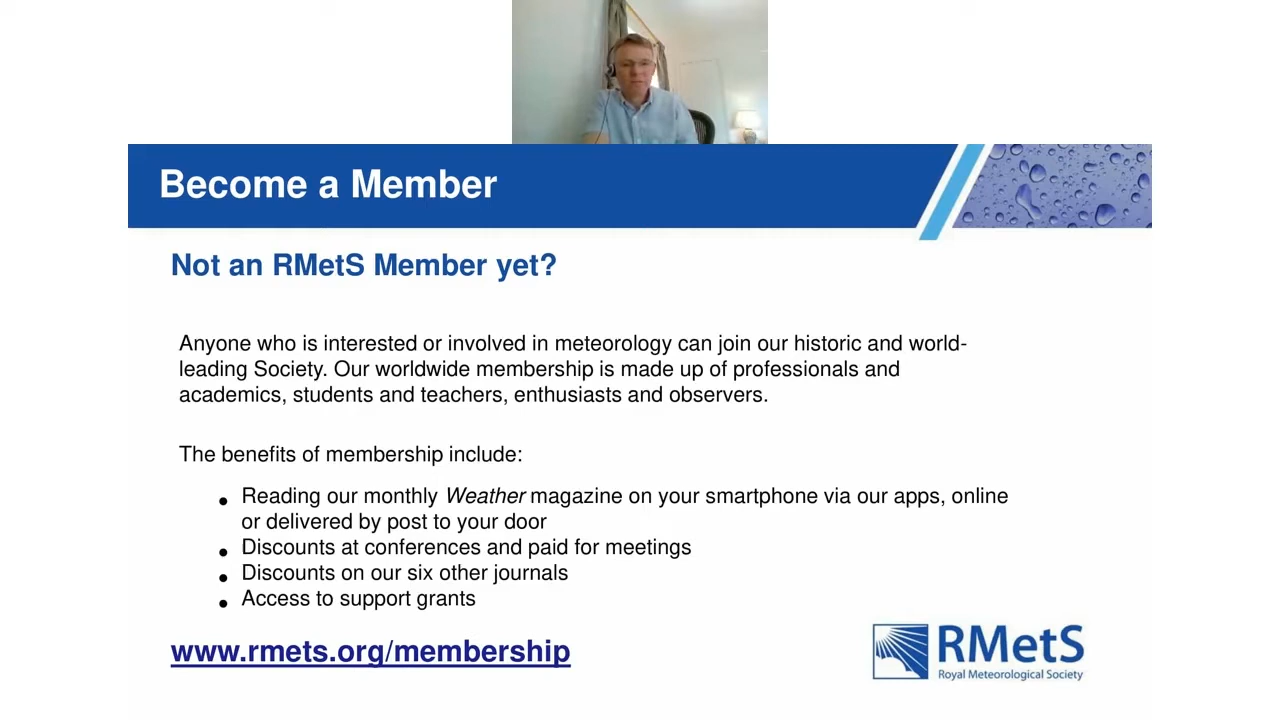 Become a Member
Not an RMetS Member yet?
Anyone who is interested or involved in meteorology can join our historic and world-
leading Society. Our worldwide membership is made up of professionals and
academics, students and teachers, enthusiasts and observers.
The benefits of membership include:
• Reading our monthly Weather magazine on your smartphone via our apps, online
or delivered by post to your door
• Discounts at conferences and paid for meetings
• Discounts on our six other journals
• Access to support grants
www.rmets.org/membership
RMetS
Royal Meteorological Society